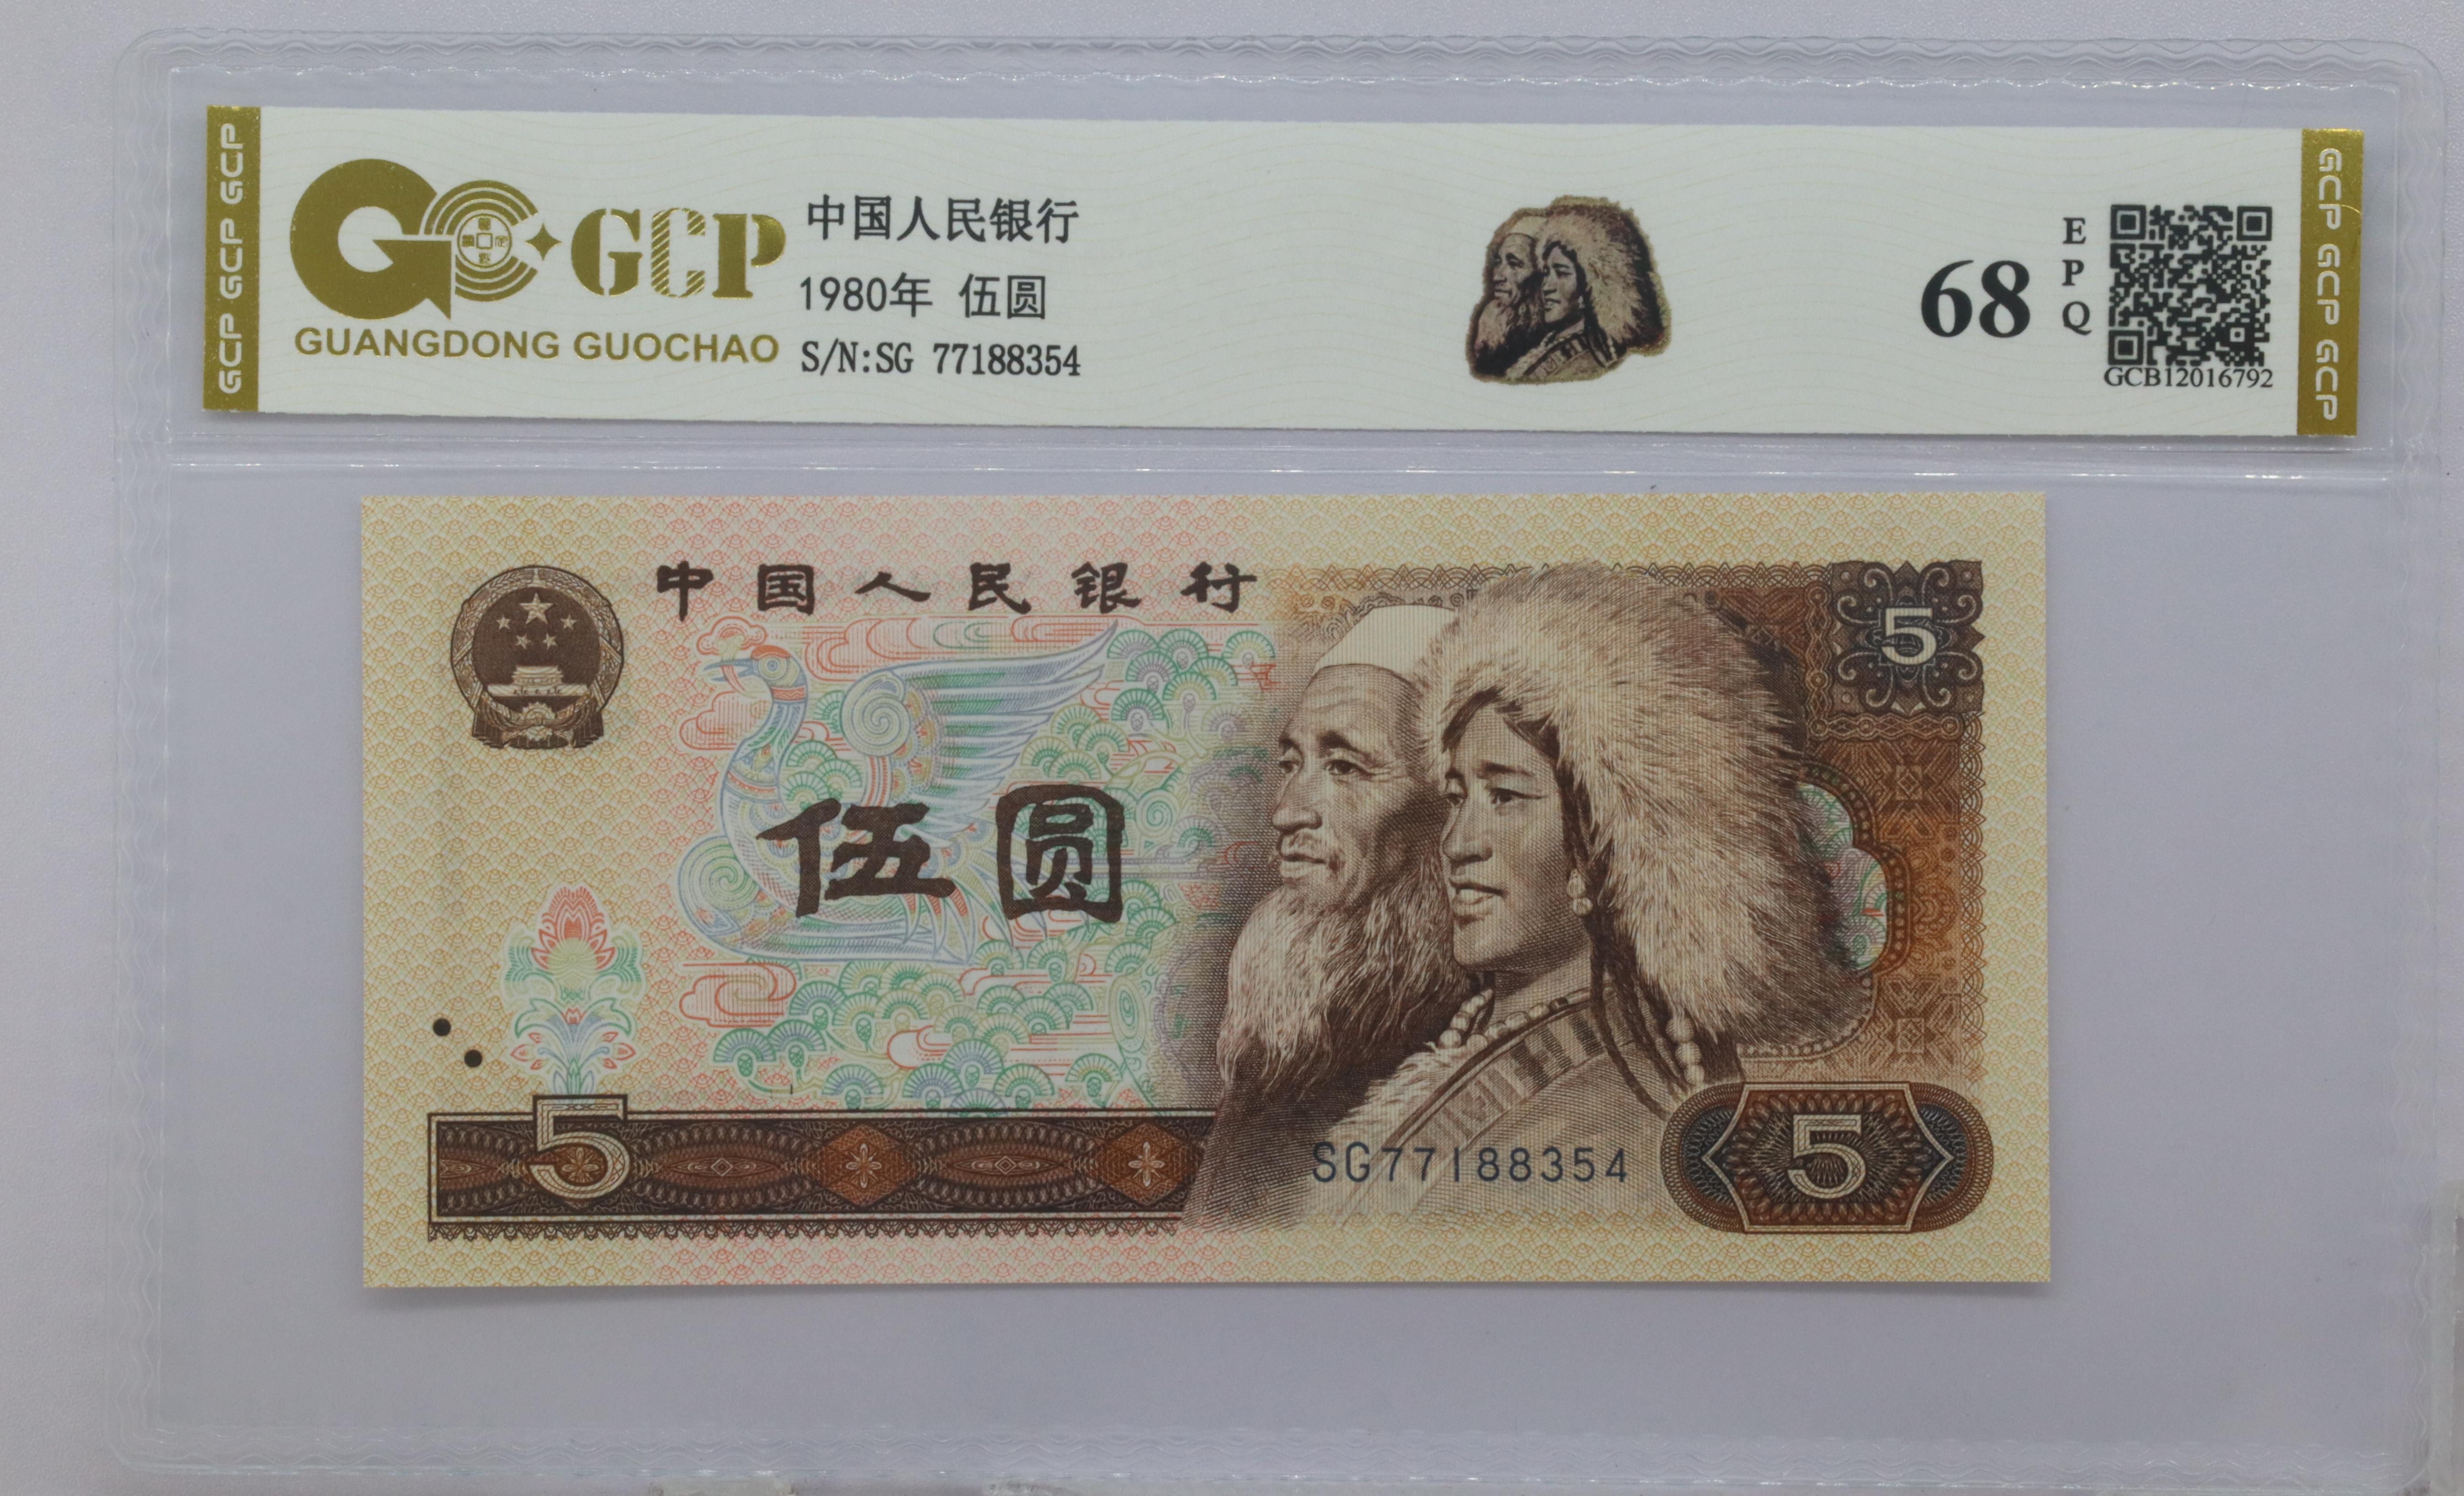 GCP GCP GCP
GCP
GUANGDONG GUOCHAO
中国人民银行
1980年 伍圆
S/N:SG 77188354
68
E
P
Q
GCB12016792
GCP GCP GCP
中国人民银行
5
伍圆
5
SG77188354
5